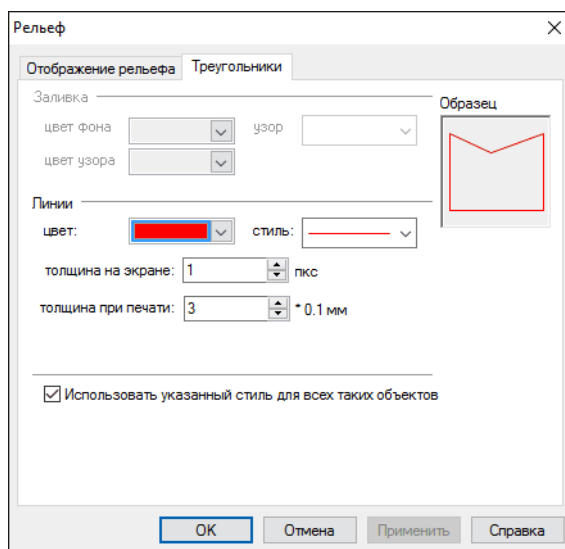 Рельеф
Отображение рельефа Треугольники
Заливка
Образец
цвет фона узор
цвет узора
Линии
цвет: стиль:
толщина на экране: 1 пкс
толщина при печати: 3 * 0.1 мм
Использовать указанный стиль для всех таких объектов
OK Отмена Применить Справка